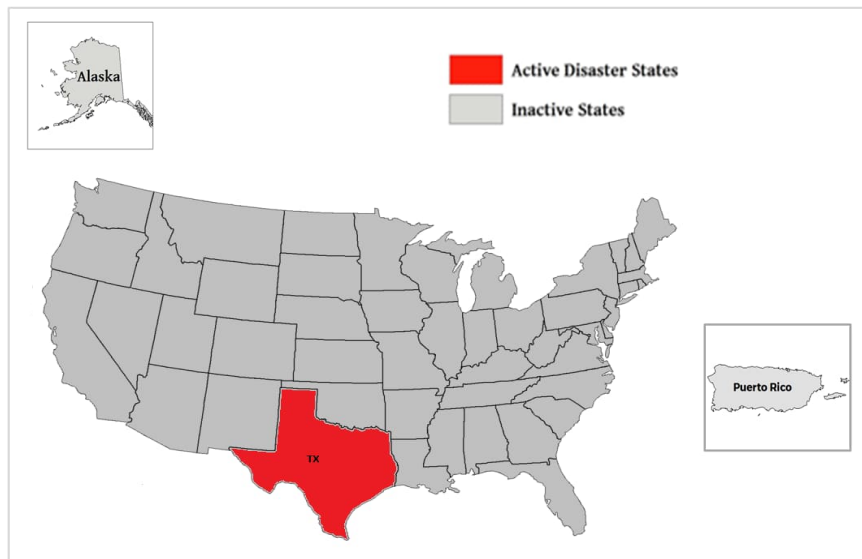 Alaska
Active Disaster States
Inactive States
Puerto Rico
TX